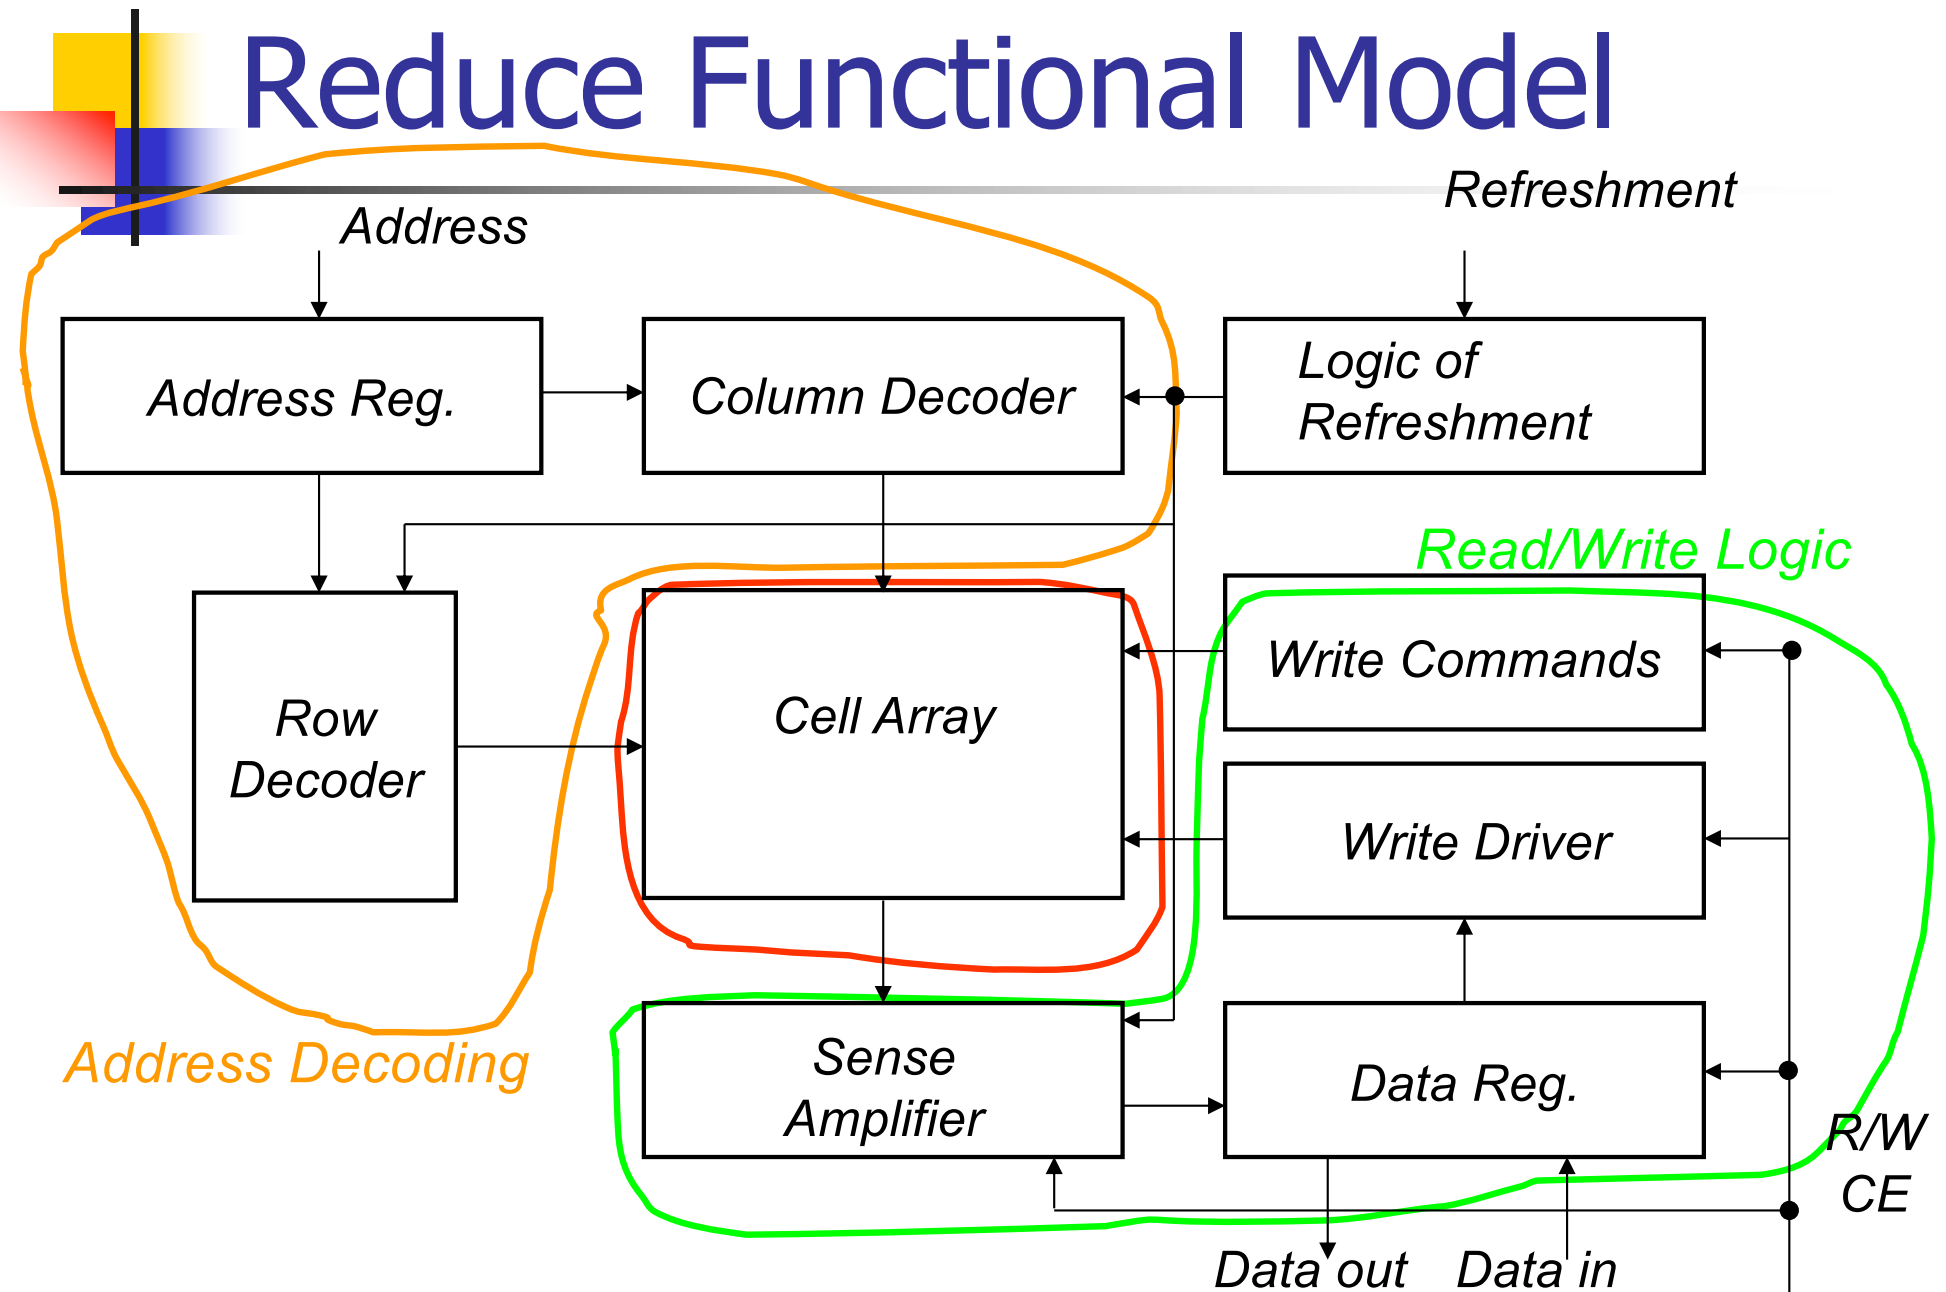 Reduce Functional Model
Refreshment
Address
Address Reg.
Column Decoder
Logic of
Refreshment
Read/Write Logic
Row
Decoder
Cell Array
Write Commands
Write Driver
Address Decoding
Sense
Amplifier
Data Reg.
R/W
CE
Data out
Data in